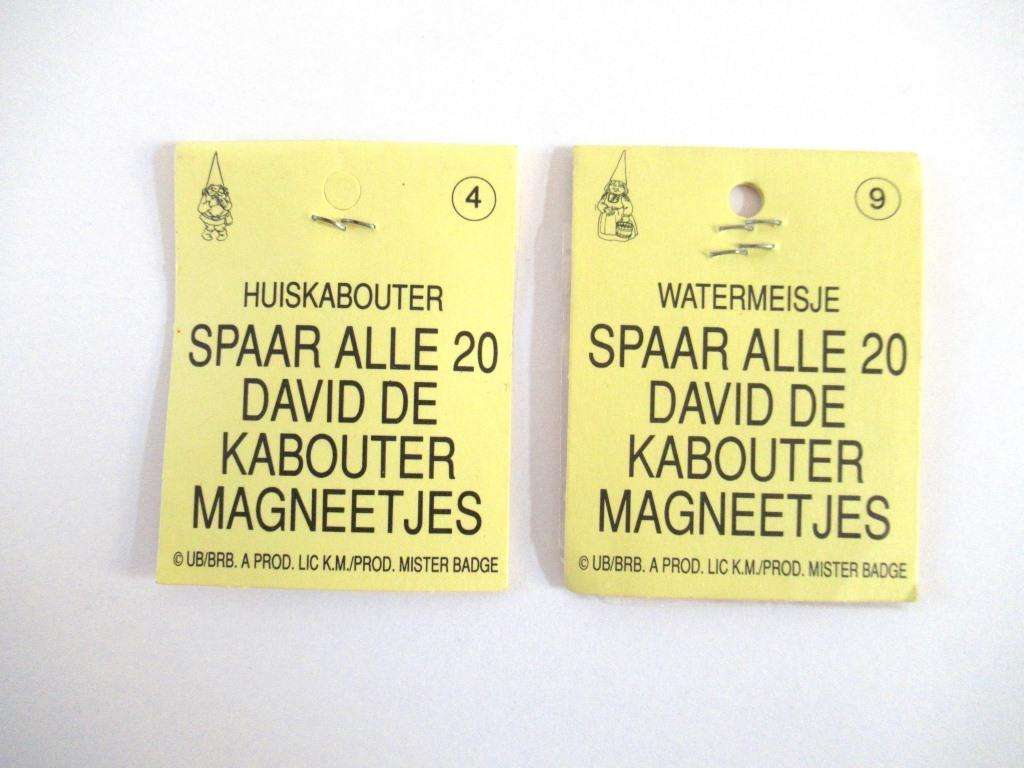 4
HUISKABOUTER
SPAAR ALLE 20
DAVID DE
KABOUTER
MAGNEETJES
© UB/BRB. A PROD. LIC K.M./PROD. MISTER BADGE
9
WATERMEISJE
SPAAR ALLE 20
DAVID DE
KABOUTER
MAGNEETJES
© UB/BRB. A PROD. LIC K.M./PROD. MISTER BADGE